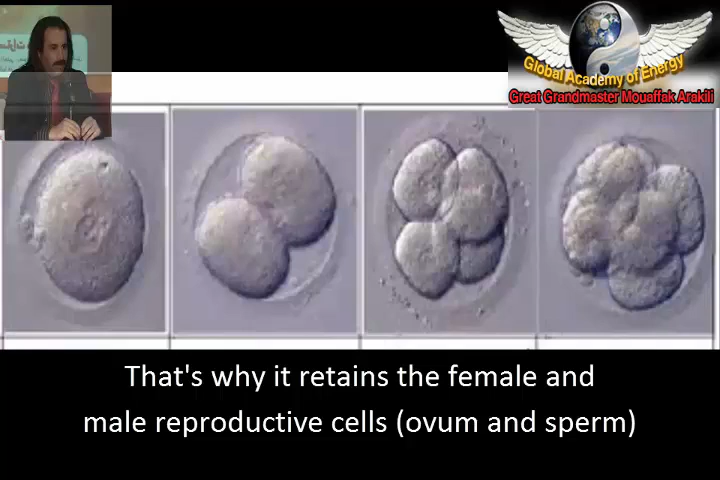 Global Academy of Energy
Great Grandmaster Mouaffak Arakili
That's why it retains the female and
male reproductive cells (ovum and sperm)